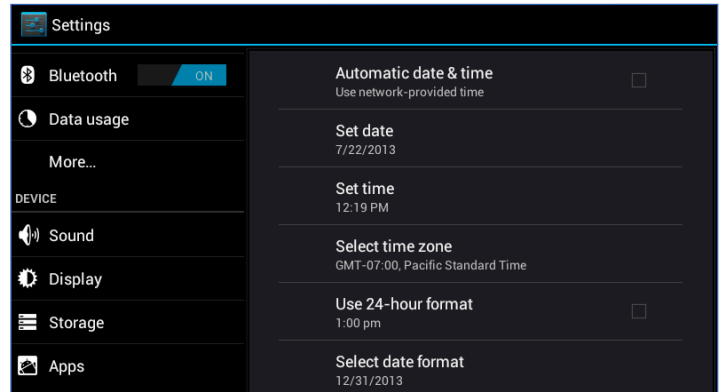 Settings
Bluetooth ON
Data usage
More...
DEVICE
Sound
Display
Storage
Apps
Automatic date & time
Use network-provided time
Set date
7/22/2013
Set time
12:19 PM
Select time zone
GMT-07:00, Pacific Standard Time
Use 24-hour format
1:00 pm
Select date format
12/31/2013